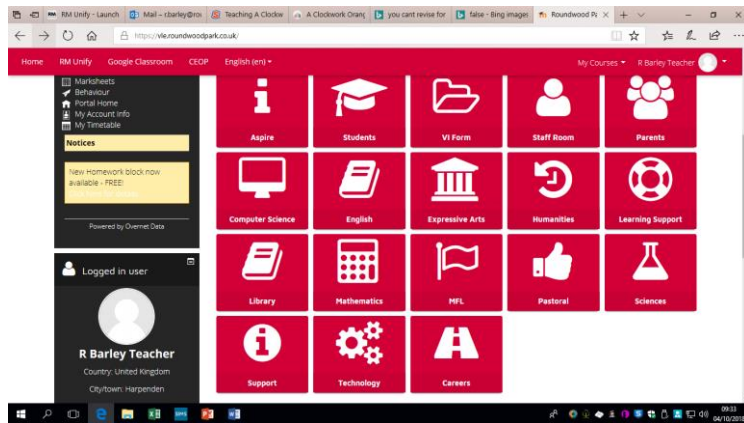 RM Unify - Launch
Mail – r.barley@rou
Teaching A Clockw
A Clockwork Orang
you cant revise for
false - Bing images
Roundwood Pa
https://vle.roundwoodpark.co.uk/
Home
RM Unify
Google Classroom
CEOP
English (en)
My Courses
R Barley Teacher
Marksheets
Behaviour
Portal Home
My Account Info
My Timetable
Notices
New Homework block now
available - FREE!
Powered by Overnet Data
Logged in user
R Barley Teacher
Country: United Kingdom
City/town: Harpenden
Aspire
Students
VI Form
Staff Room
Parents
Computer Science
English
Expressive Arts
Humanities
Learning Support
Library
Mathematics
MFL
Pastoral
Sciences
Support
Technology
Careers
09:33
04/10/2018